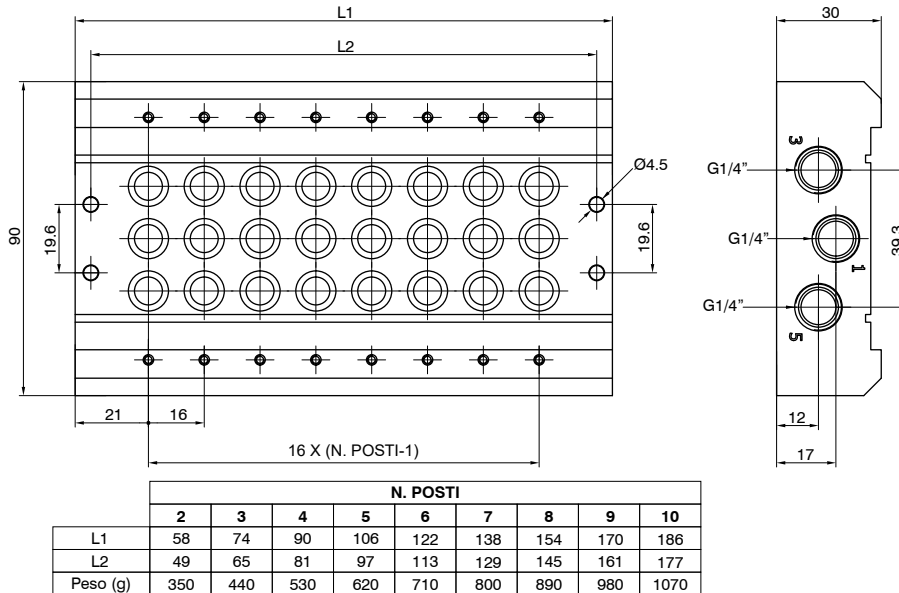 L1
30
L2
Ø4.5
90
19.6
19.6
3
G1/4”
G1/4”
1
G1/4”
5
39.3
21
16
12
16 X (N. POSTI-1)
17
N. POSTI
2 3 4 5 6 7 8 9 10
L1 58 74 90 106 122 138 154 170 186
L2 49 65 81 97 113 129 145 161 177
Peso (g) 350 440 530 620 710 800 890 980 1070